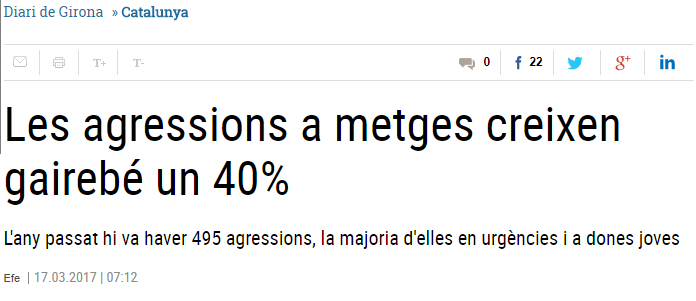 Diari de Girona » Catalunya
T+ T- 0 f 22 g+ in
Les agressions a metges creixen
gairebé un 40%
L'any passat hi va haver 495 agressions, la majoria d'elles en urgències i a dones joves
Efe | 17.03.2017 | 07:12